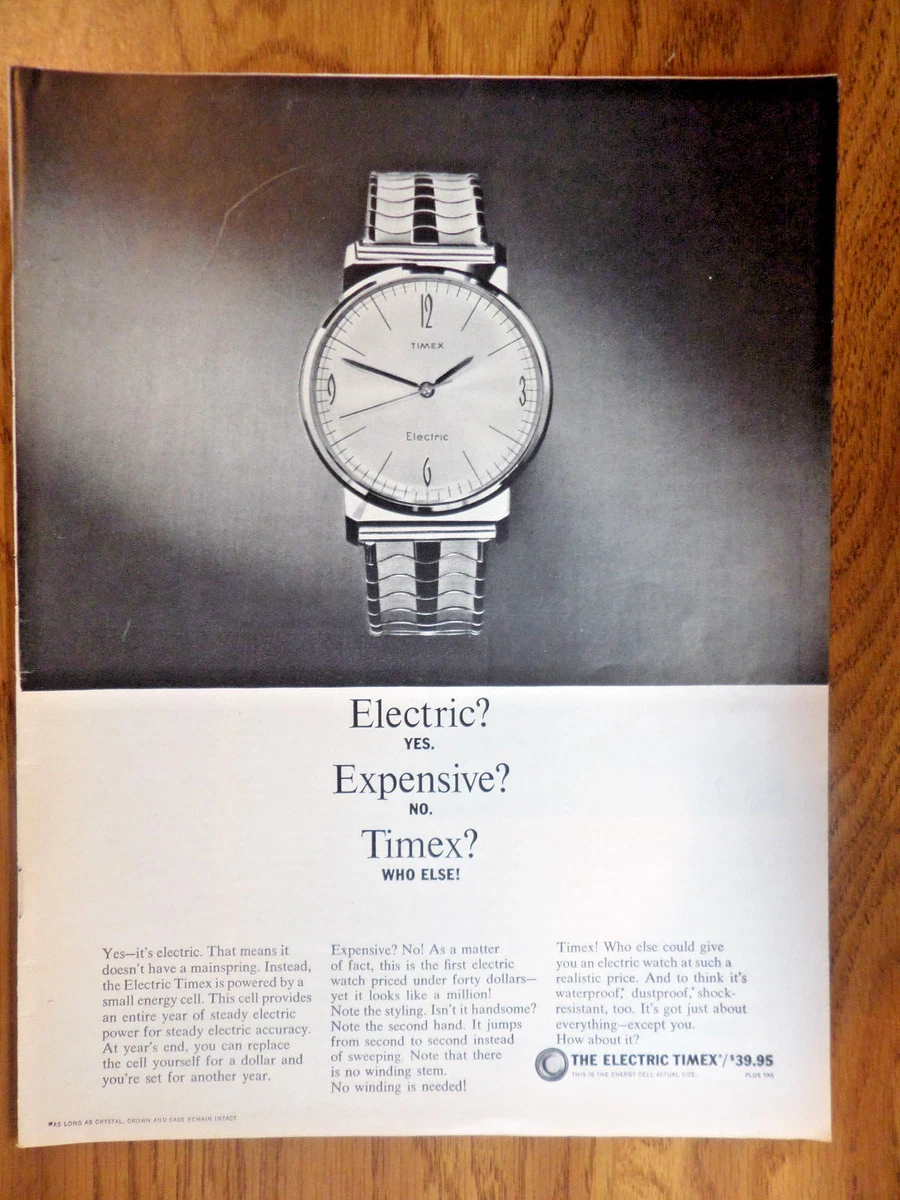 12
TIMEX
9
3
Electric
6
Electric?
YES.
Expensive?
NO.
Timex?
WHO ELSE!
Yes—it's electric. That means it
doesn't have a mainspring. Instead,
the Electric Timex is powered by a
small energy cell. This cell provides
an entire year of steady electric
power for steady electric accuracy.
At year's end, you can replace
the cell yourself for a dollar and
you're set for another year.
Expensive? No! As a matter
of fact, this is the first electric
watch priced under forty dollars—
yet it looks like a million!
Note the styling. Isn't it handsome?
Note the second hand. It jumps
from second to second instead
of sweeping. Note that there
is no winding stem.
No winding is needed!
Timex! Who else could give
you an electric watch at such a
realistic price. And to think it's
waterproof,* dustproof,* shock-
resistant, too. It's got just about
everything—except you.
How about it?
THE ELECTRIC TIMEX®/$39.95
THIS IS THE ENERGY CELL ACTUAL SIZE.
PLUS TAX
*AS LONG AS CRYSTAL, CROWN AND CASE REMAIN INTACT